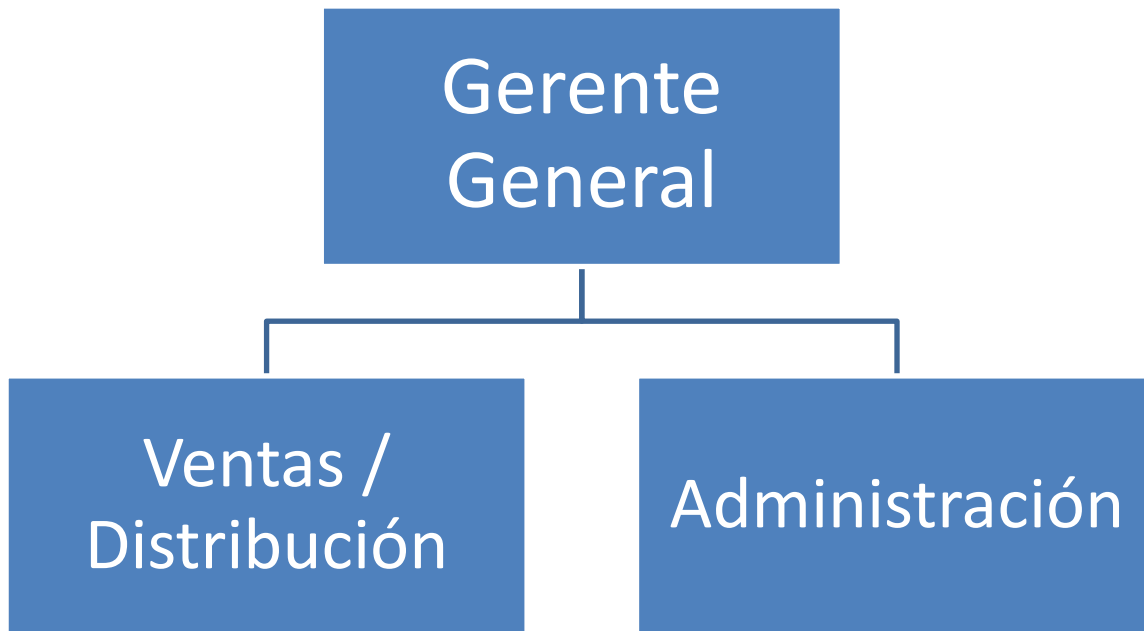 Gerente
General
Ventas /
Distribución
Administración